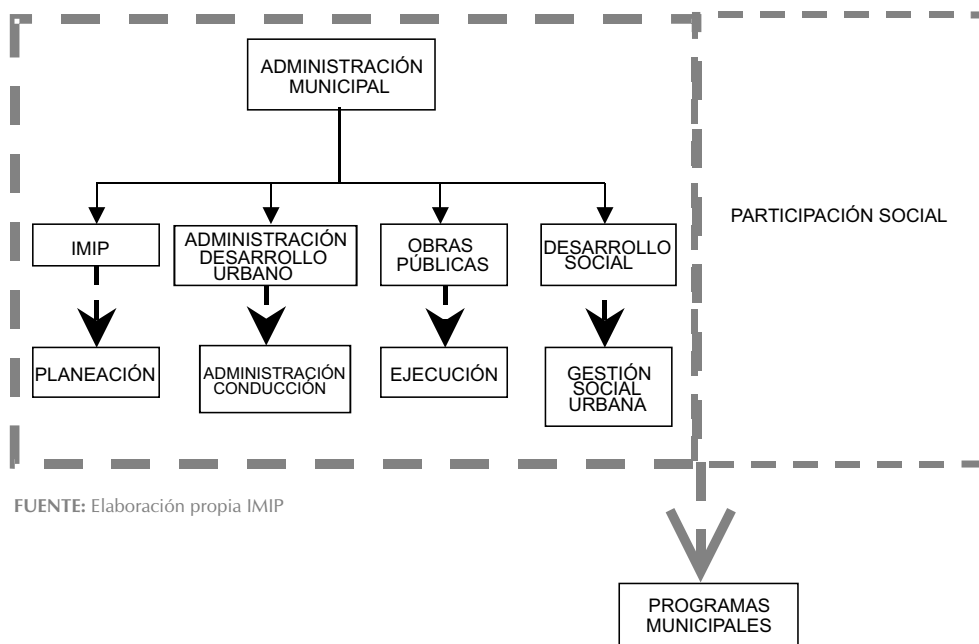 ADMINISTRACIÓN
MUNICIPAL
PARTICIPACIÓN SOCIAL
IMIP
ADMINISTRACIÓN
DESARROLLO
URBANO
OBRAS
PÚBLICAS
DESARROLLO
SOCIAL
PLANEACIÓN
ADMINISTRACIÓN
CONDUCCIÓN
EJECUCIÓN
GESTIÓN
SOCIAL
URBANA
FUENTE: Elaboración propia IMIP
PROGRAMAS
MUNICIPALES